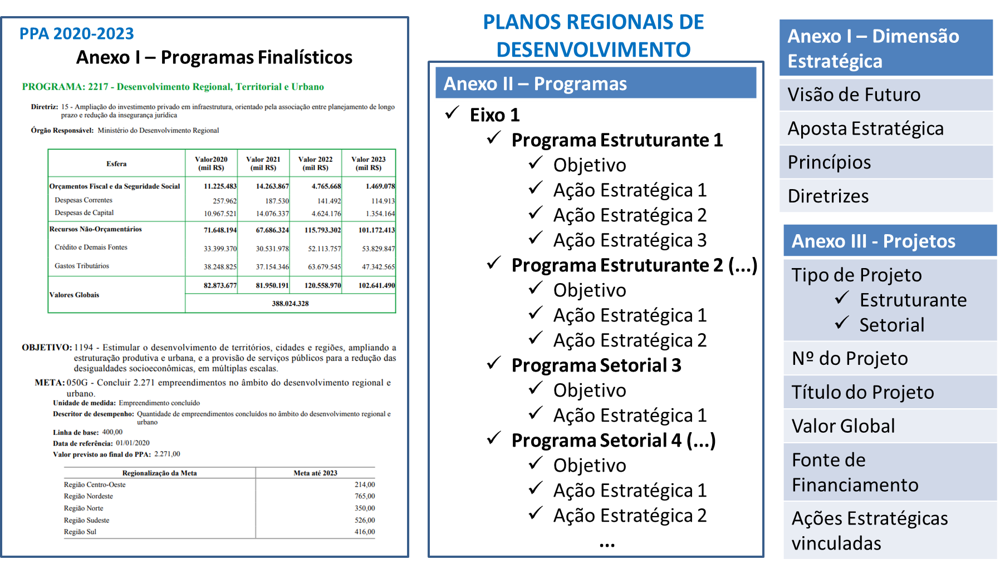 PPA 2020-2023
Anexo I – Programas Finalísticos
PROGRAMA: 2217 - Desenvolvimento Regional, Territorial e Urbano
Diretriz: 15 - Ampliação do investimento privado em infraestrutura, orientado pela associação entre planejamento de longo
prazo e redução da insegurança jurídica
Órgão Responsável: Ministério do Desenvolvimento Regional
Esfera Valor2020 (mil R$) Valor 2021 (mil R$) Valor 2022 (mil R$) Valor 2023 (mil R$)
Orçamentos Fiscal e da Seguridade Social 11.225.483 14.263.867 4.765.668 1.469.078
Despesas Correntes 257.962 187.530 141.492 114.913
Despesas de Capital 10.967.521 14.076.337 4.624.176 1.354.164
Recursos Não-Orçamentários 71.648.194 67.686.324 115.793.302 101.172.413
Crédito e Demais Fontes 33.399.370 30.531.978 52.113.757 53.829.847
Gastos Tributários 38.248.825 37.154.346 63.679.545 47.342.565
Valores Globais 82.873.677 81.950.191 120.558.970 102.641.490
388.024.328
OBJETIVO: 1194 - Estimular o desenvolvimento de territórios, cidades e regiões, ampliando a
estruturação produtiva e urbana, e a provisão de serviços públicos para a redução das
desigualdades socioeconômicas, em múltiplas escalas.
META: 050G - Concluir 2.271 empreendimentos no âmbito do desenvolvimento regional e
urbano.
Unidade de medida: Empreendimento concluído
Descritor de desempenho: Quantidade de empreendimentos concluídos no âmbito do desenvolvimento regional e
urbano
Linha de base: 400,00
Data de referência: 01/01/2020
Valor previsto ao final do PPA: 2.271,00
Regionalização da Meta Meta até 2023
Região Centro-Oeste 214,00
Região Nordeste 765,00
Região Norte 350,00
Região Sudeste 526,00
Região Sul 416,00
PLANOS REGIONAIS DE
DESENVOLVIMENTO
Anexo II – Programas
✓ Eixo 1
✓ Programa Estruturante 1
✓ Objetivo
✓ Ação Estratégica 1
✓ Ação Estratégica 2
✓ Ação Estratégica 3
✓ Programa Estruturante 2 (...)
✓ Objetivo
✓ Ação Estratégica 1
✓ Ação Estratégica 2
✓ Programa Setorial 3
✓ Objetivo
✓ Ação Estratégica 1
✓ Programa Setorial 4 (...)
✓ Objetivo
✓ Ação Estratégica 1
✓ Ação Estratégica 2
...
Anexo I – Dimensão
Estratégica
Visão de Futuro
Aposta Estratégica
Princípios
Diretrizes
Anexo III - Projetos
Tipo de Projeto
✓ Estruturante
✓ Setorial
Nº do Projeto
Título do Projeto
Valor Global
Fonte de
Financiamento
Ações Estratégicas
vinculadas